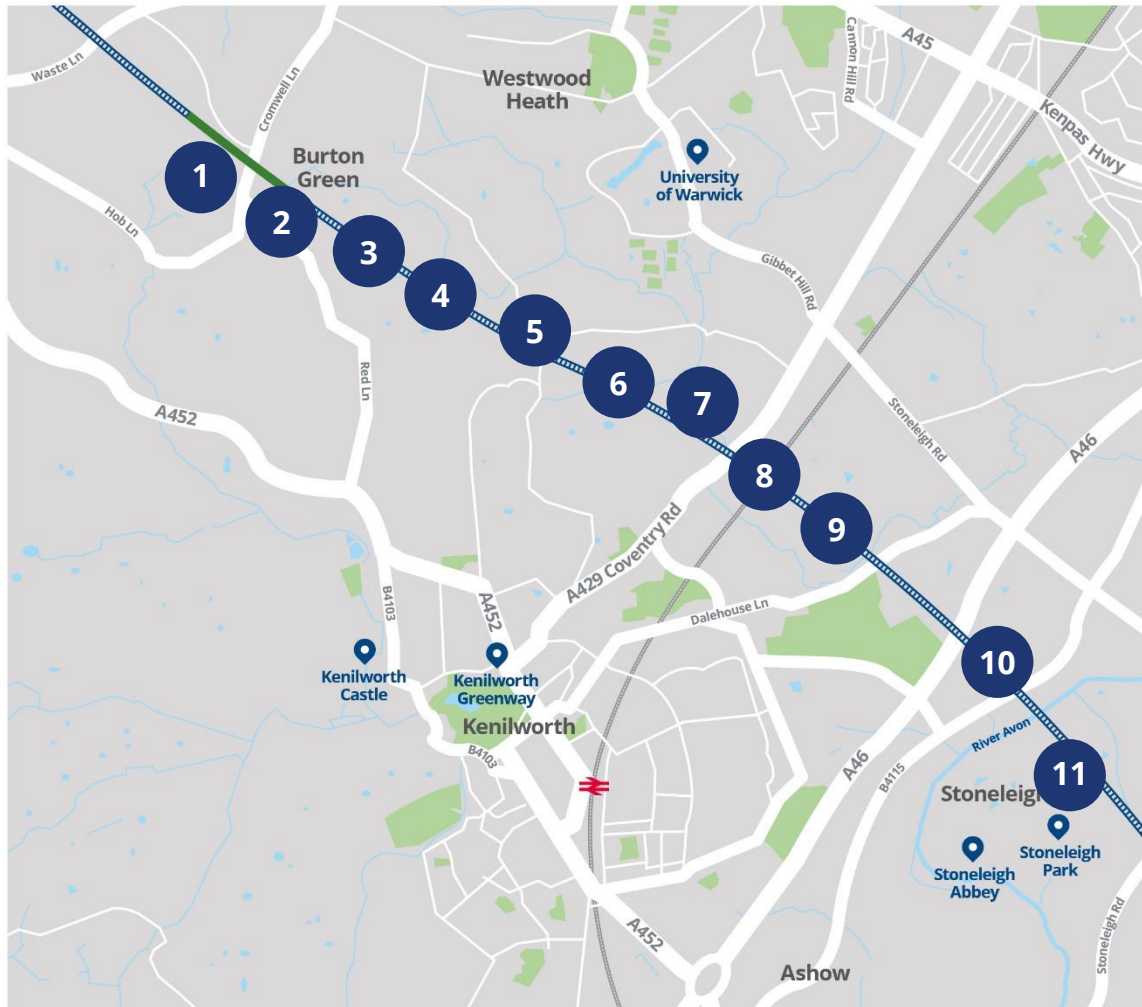 A45
Cannon Hill Rd
Waste Ln
Westwood
Heath
Cromwell Ln
Kenpas Hwy
Burton
Green
1
University
of Warwick
2
Hob Ln
3
Gibbet Hill Rd
4
5
Red Ln
6
7
Stoneleigh Rd
A452
A46
8
9
A429 Coventry Rd
B4103
A452
Dalehouse Ln
Kenilworth
Castle
Kenilworth
Greenway
10
Kenilworth
B4103
River Avon
A46
B4115
11
Stoneleig
Stoneleigh
Park
Stoneleigh
Abbey
A452
Stoneleigh Rd
Ashow